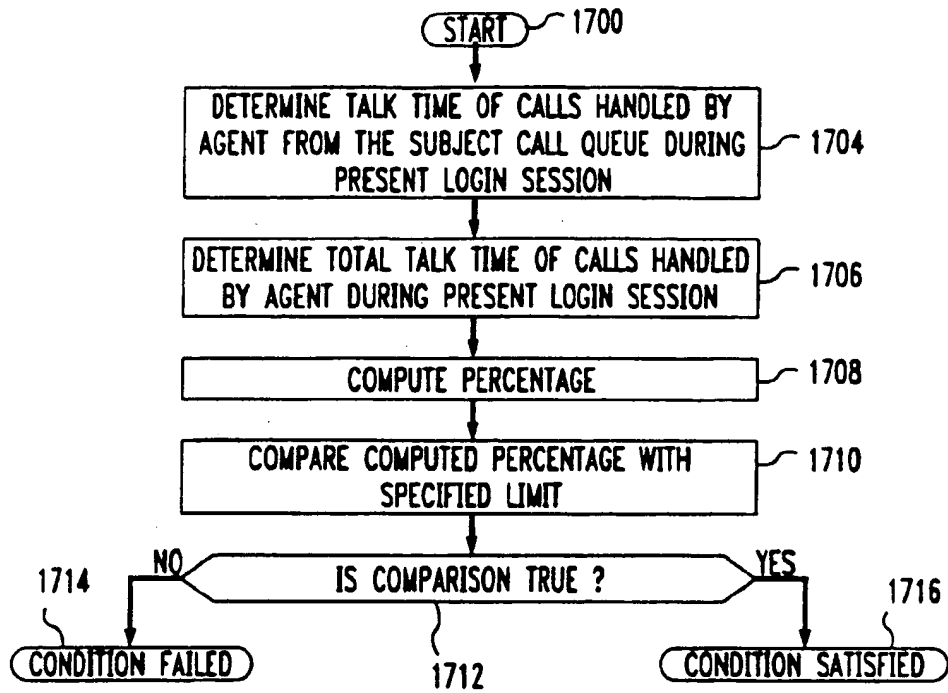 START
1700
DETERMINE TALK TIME OF CALLS HANDLED BY
AGENT FROM THE SUBJECT CALL QUEUE DURING
PRESENT LOGIN SESSION
1704
DETERMINE TOTAL TALK TIME OF CALLS HANDLED
BY AGENT DURING PRESENT LOGIN SESSION
1706
COMPUTE PERCENTAGE
1708
COMPARE COMPUTED PERCENTAGE WITH
SPECIFIED LIMIT
1710
NO
IS COMPARISON TRUE ?
YES
1714
1712
1716
CONDITION FAILED
CONDITION SATISFIED